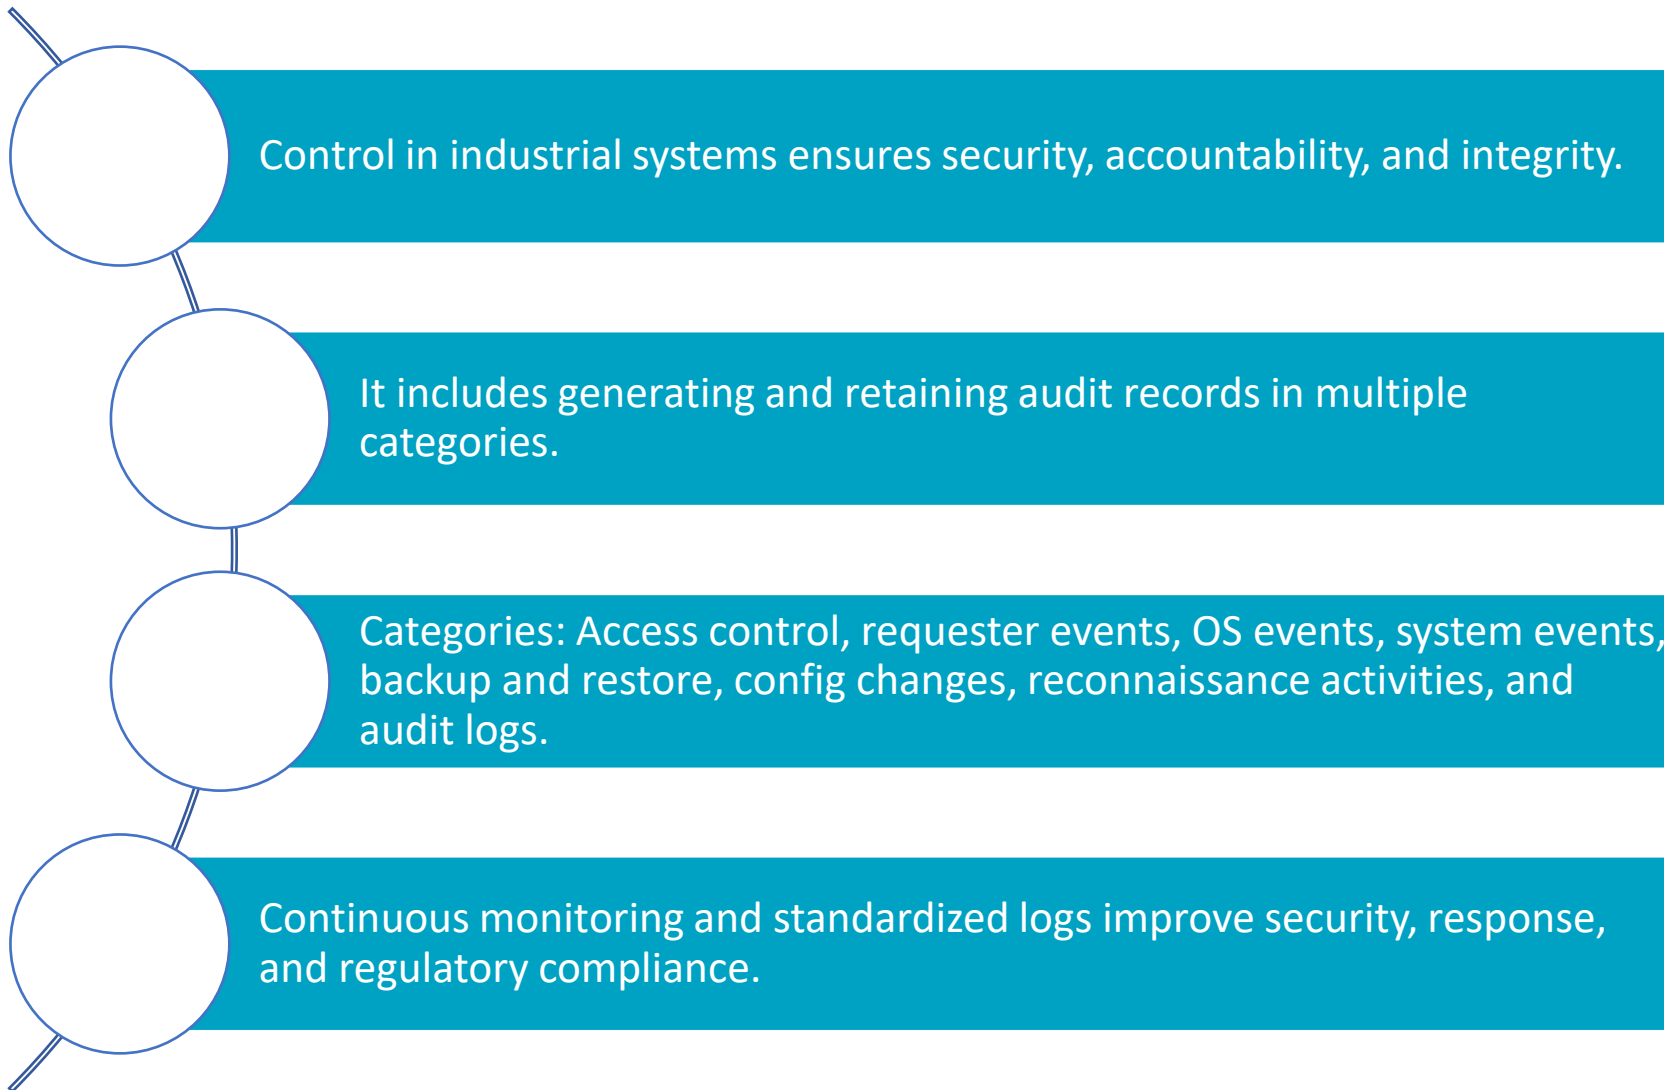 Control in industrial systems ensures security, accountability, and integrity.
It includes generating and retaining audit records in multiple
categories.
Categories: Access control, requester events, OS events, system events,
backup and restore, config changes, reconnaissance activities, and
audit logs.
Continuous monitoring and standardized logs improve security, response,
and regulatory compliance.